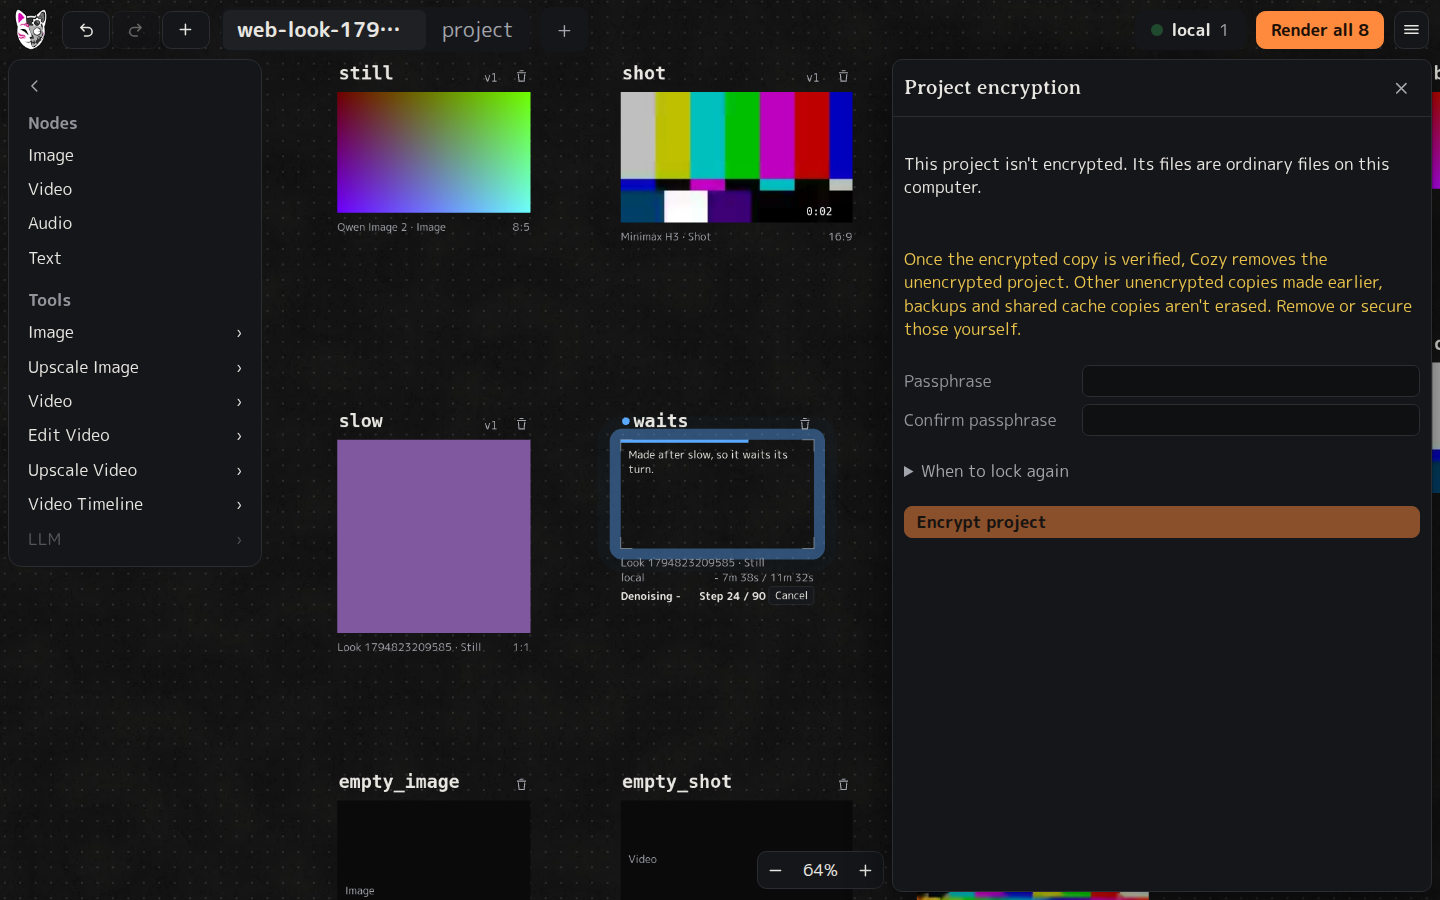 web-look-179···
project
local 1
Render all 8
Nodes
Image
Video
Audio
Text
Tools
Image
Upscale Image
Video
Edit Video
Upscale Video
Video Timeline
LLM
still
v1
Qwen Image 2 · Image
8:5
shot
v1
0:02
Minimax H3 · Shot
16:9
slow
v1
Look 1794823209585 · Still
1:1
waits
Made after slow, so it waits its
turn.
Look 1794823209585 · Still
local
- 7m 38s / 11m 32s
Denoising -
Step 24 / 90
Cancel
empty_image
Image
empty_shot
Video
64%
Project encryption
This project isn't encrypted. Its files are ordinary files on this
computer.
Once the encrypted copy is verified, Cozy removes the
unencrypted project. Other unencrypted copies made earlier,
backups and shared cache copies aren't erased. Remove or secure
those yourself.
Passphrase
Confirm passphrase
When to lock again
Encrypt project